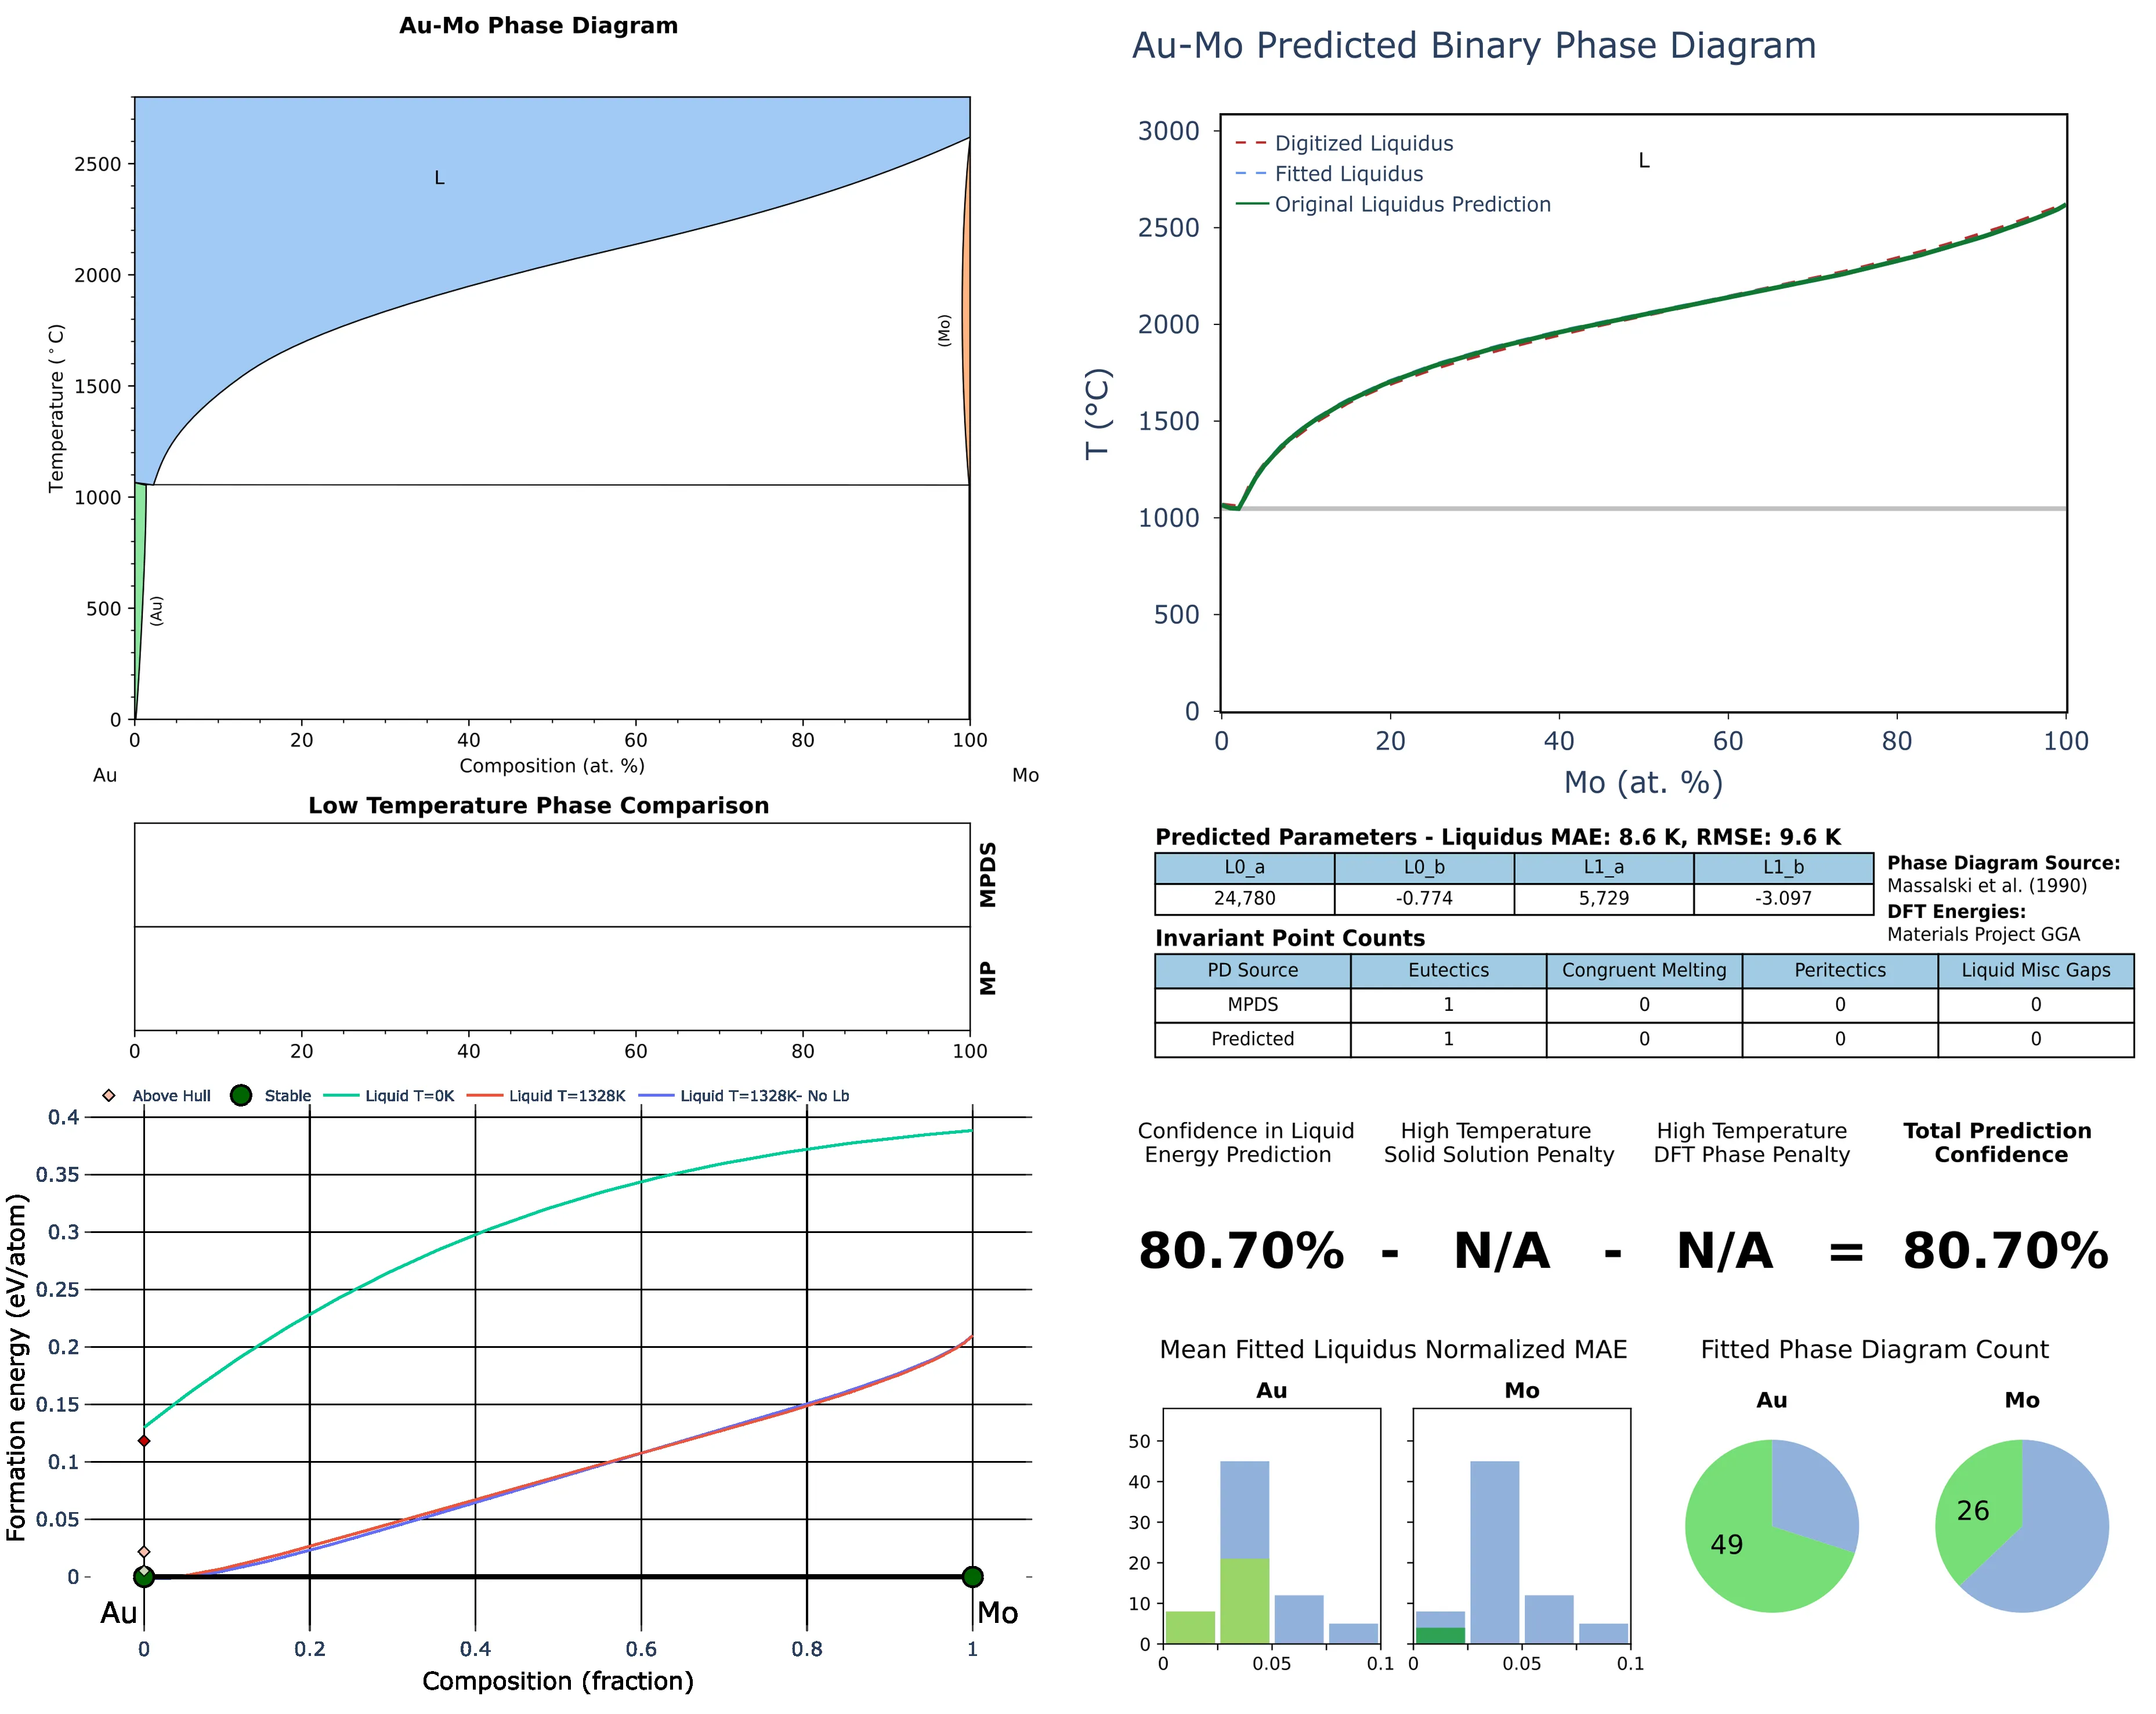 Au-Mo Phase Diagram
2500
2000
1500
1000
500
0
Temperature (°C)
L
(Au)
(Mo)
0 20 40 60 80 100
Composition (at. %)
Au Mo
Low Temperature Phase Comparison
MPDS
MP
0 20 40 60 80 100
Above Hull Stable Liquid T=0K Liquid T=1328K Liquid T=1328K- No Lb
0.4
0.35
0.3
0.25
0.2
0.15
0.1
0.05
0
Formation energy (eV/atom)
Au Mo
0 0.2 0.4 0.6 0.8 1
Composition (fraction)
Au-Mo Predicted Binary Phase Diagram
3000
2500
2000
1500
1000
500
0
T (°C)
Digitized Liquidus
Fitted Liquidus
Original Liquidus Prediction
L
0 20 40 60 80 100
Mo (at. %)
Predicted Parameters - Liquidus MAE: 8.6 K, RMSE: 9.6 K
L0_a L0_b L1_a L1_b
24,780 -0.774 5,729 -3.097
Phase Diagram Source:
Massalski et al. (1990)
DFT Energies:
Materials Project GGA
Invariant Point Counts
PD Source Eutectics Congruent Melting Peritectics Liquid Misc Gaps
MPDS 1 0 0 0
Predicted 1 0 0 0
Confidence in Liquid
Energy Prediction
High Temperature
Solid Solution Penalty
High Temperature
DFT Phase Penalty
Total Prediction
Confidence
80.70% - N/A - N/A = 80.70%
Mean Fitted Liquidus Normalized MAE
Au Mo
50
40
30
20
10
0
0 0.05 0.1 0 0.05 0.1
Fitted Phase Diagram Count
Au Mo
49 26